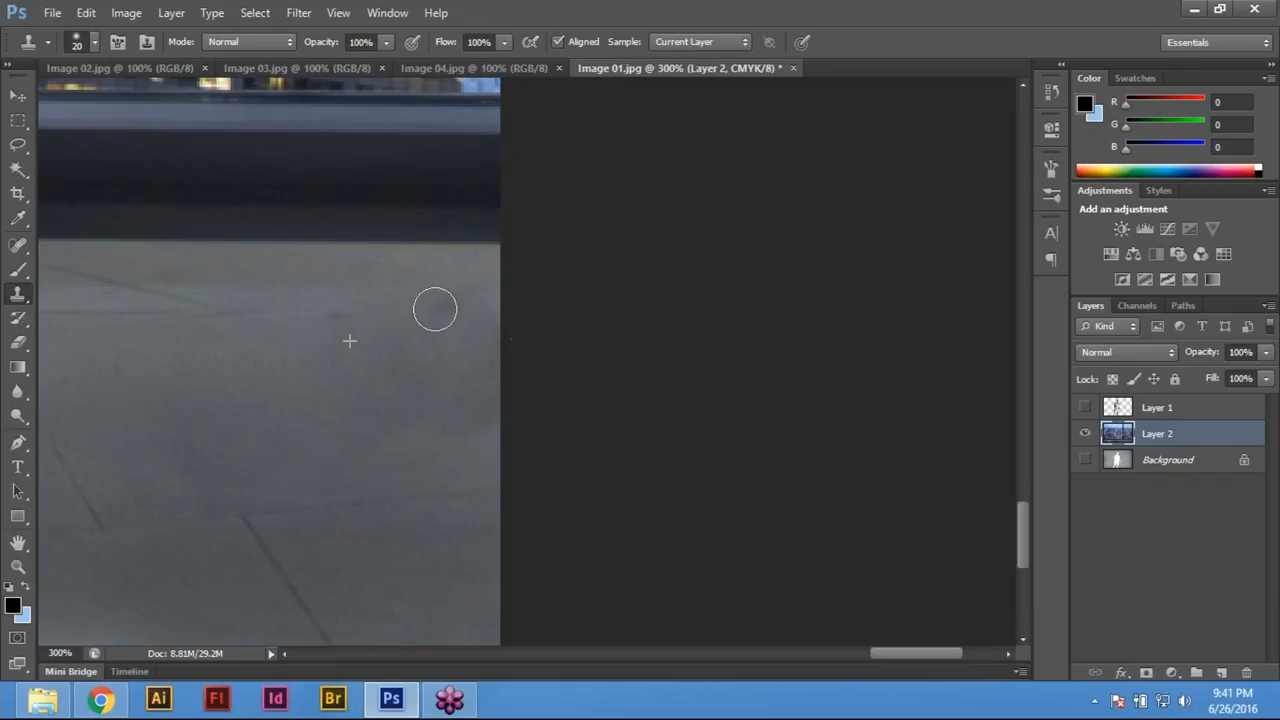 Ps File Edit Image Layer Type Select Filter View Window Help
20 Mode: Normal Opacity: 100% Flow: 100% Aligned Sample: Current Layer Essentials
Image 02.jpg @ 100% (RGB/8) × Image 03.jpg @ 100% (RGB/8) × Image 04.jpg @ 100% (RGB/8) × Image 01.jpg @ 300% (Layer 2, CMYK/8) * ×
Color Swatches
R 0
G 0
B 0
Adjustments Styles
Add an adjustment
Layers Channels Paths
Kind
Normal Opacity: 100%
Lock: Fill: 100%
Layer 1
Layer 2
Background
300% Doc: 8.81M/29.2M
Mini Bridge Timeline
Ai Fl Id Br Ps
9:41 PM
6/26/2016